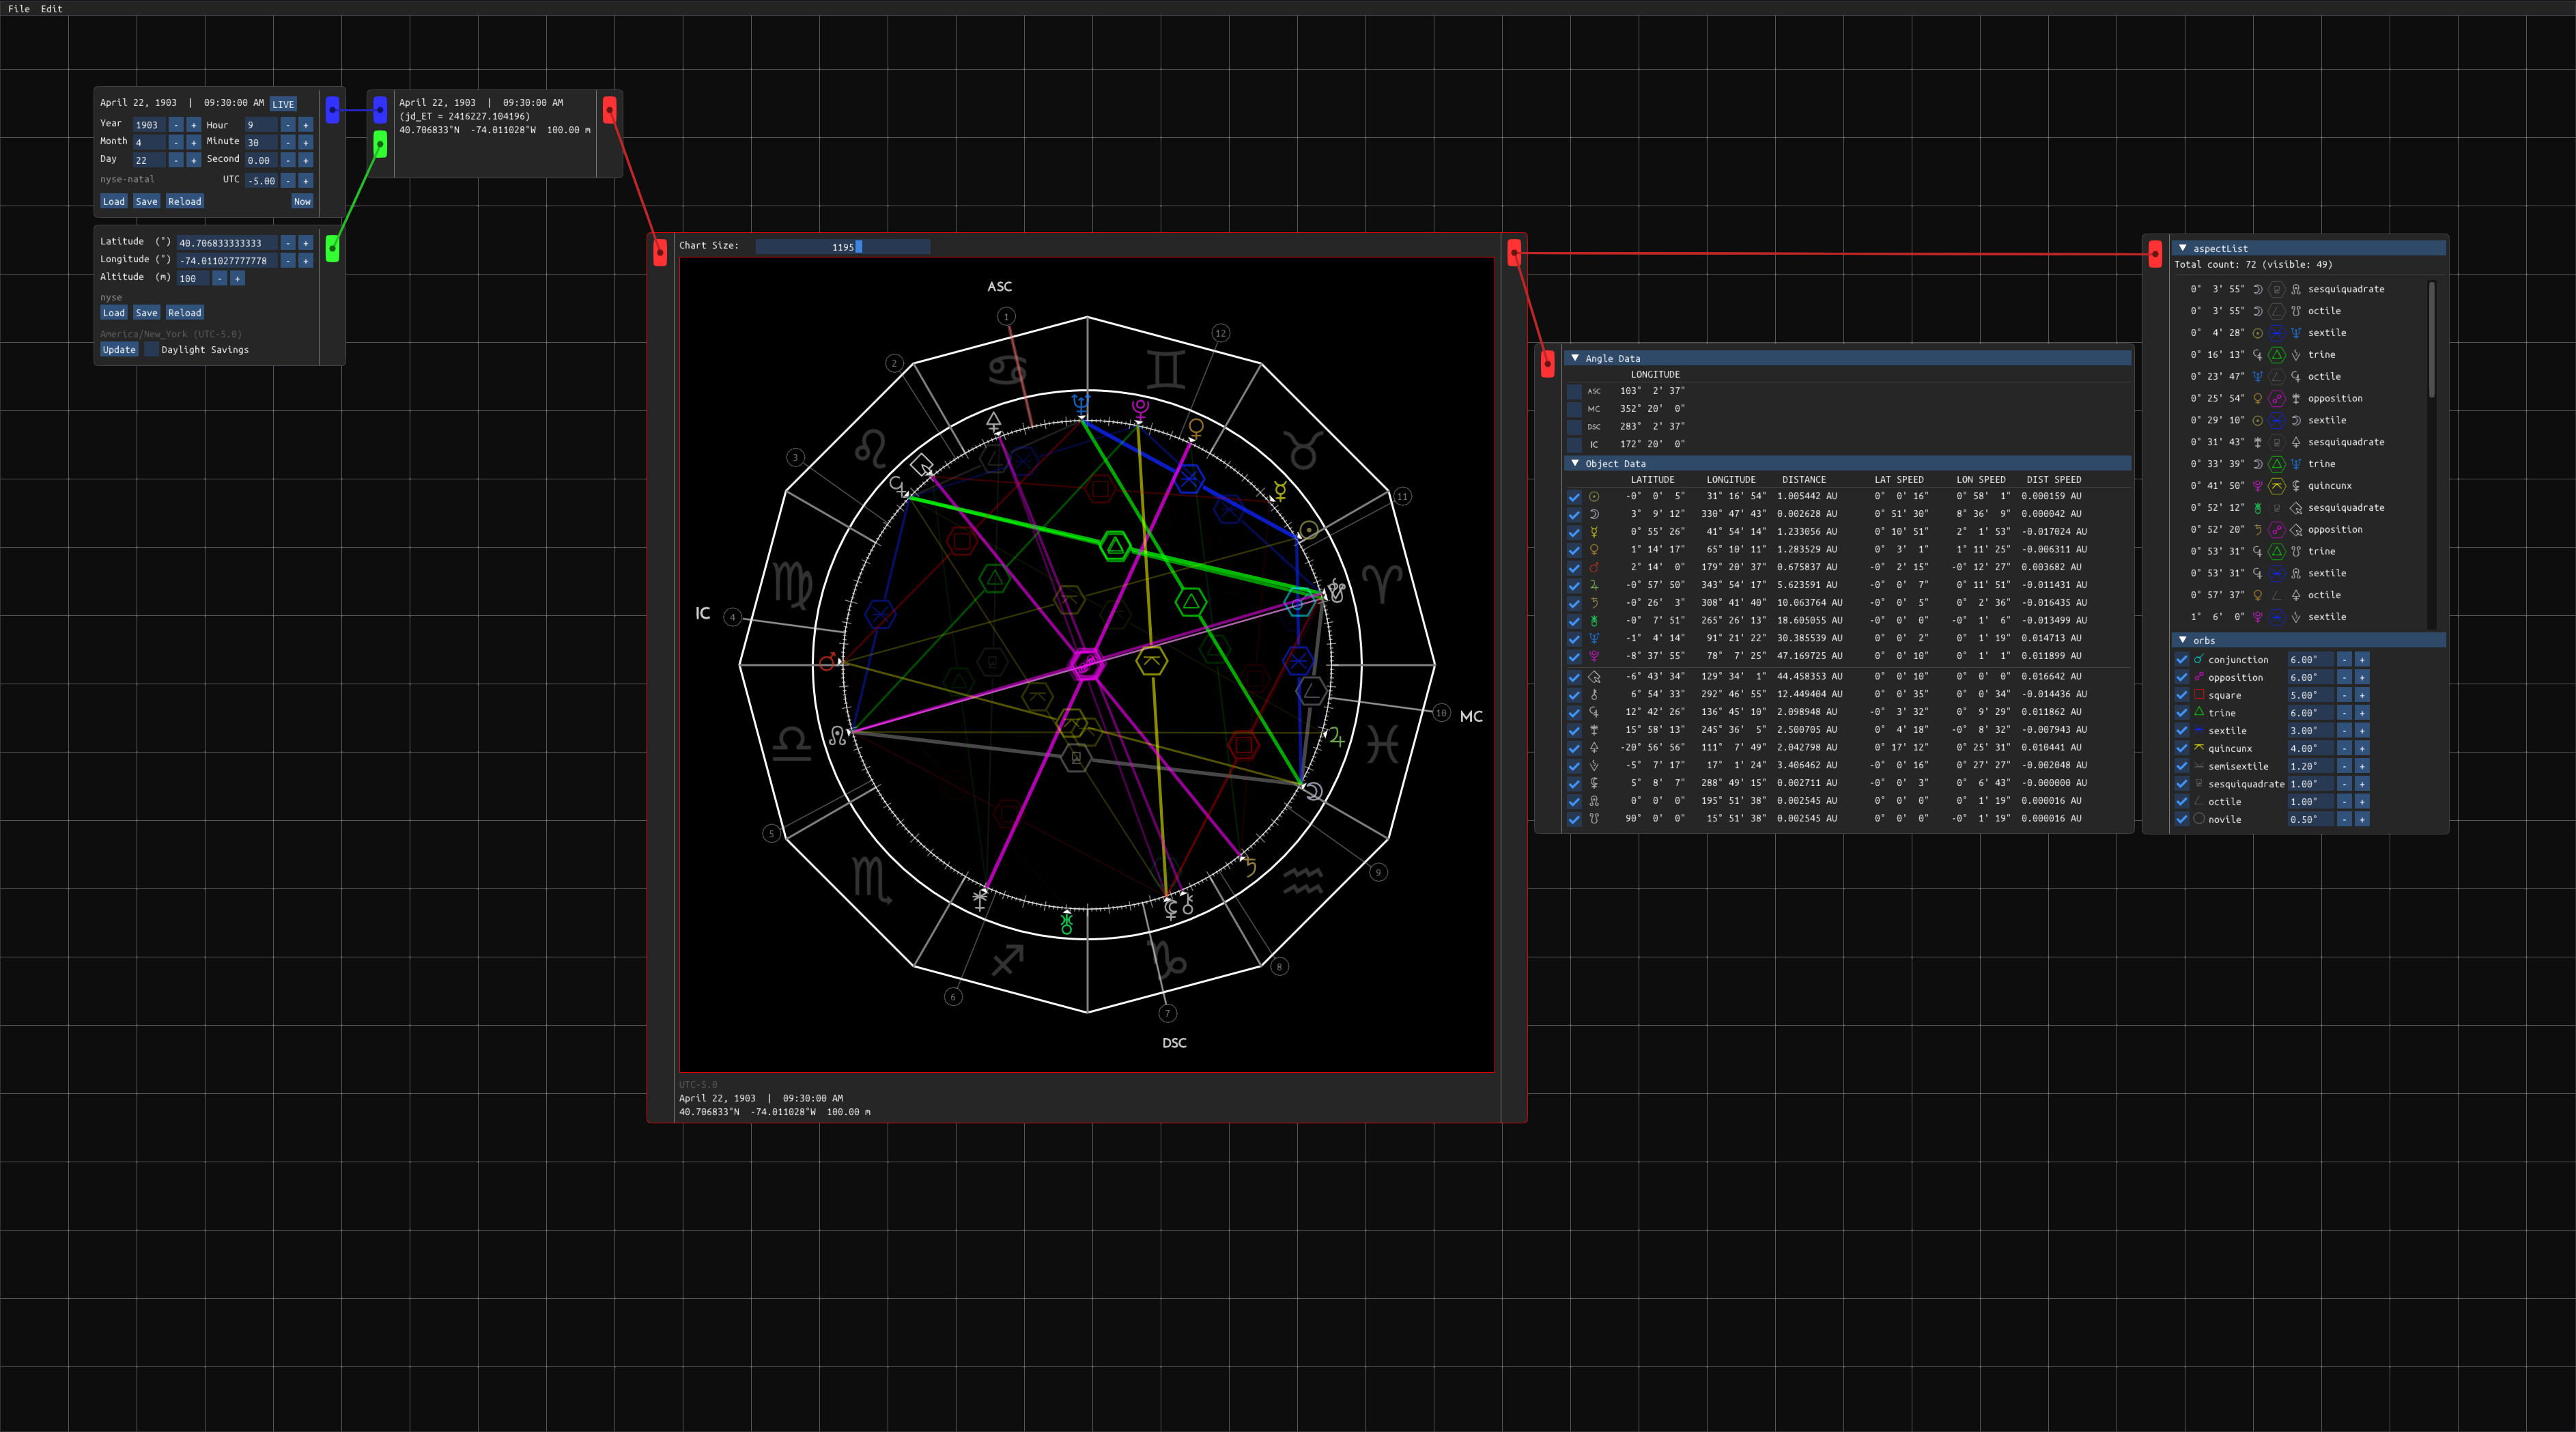 File Edit
April 22, 1903 | 09:30:00 AM LIVE
Year 1903 - + Hour 9 - +
Month 4 - + Minute 30 - +
Day 22 - + Second 0.00 - +
nyse-natal UTC -5.00 - +
Load Save Reload Now
April 22, 1903 | 09:30:00 AM
(jd_ET = 2416227.104196)
40.706833°N -74.011028°W 100.00 m
Latitude (°) 40.706833333333 - +
Longitude (°) -74.011027777778 - +
Altitude (m) 100 - +
nyse
Load Save Reload
America/New_York (UTC-5.0)
Update Daylight Savings
Chart Size: 1195
ASC
1
12
2
3
11
IC 4
10 MC
5
9
8
6
7
DSC
UTC-5.0
April 22, 1903 | 09:30:00 AM
40.706833°N -74.011028°W 100.00 m
Angle Data
LONGITUDE
ASC 103° 2' 37"
MC 352° 20' 0"
DSC 283° 2' 37"
IC 172° 20' 0"
Object Data
LATITUDE LONGITUDE DISTANCE LAT SPEED LON SPEED DIST SPEED
☉ -0° 0' 5" 31° 16' 54" 1.005442 AU 0° 0' 16" 0° 58' 1" 0.000159 AU
☽ 3° 9' 12" 330° 47' 43" 0.002628 AU 0° 51' 30" 8° 36' 9" 0.000042 AU
☿ 0° 55' 26" 41° 54' 14" 1.233056 AU 0° 10' 51" 2° 1' 53" -0.017024 AU
♀ 1° 14' 17" 65° 10' 11" 1.283529 AU 0° 3' 1" 1° 11' 25" -0.006311 AU
♂ 2° 14' 0" 179° 20' 37" 0.675837 AU -0° 2' 15" -0° 12' 27" 0.003682 AU
♃ -0° 57' 50" 343° 54' 17" 5.623591 AU -0° 0' 7" 0° 11' 51" -0.011431 AU
♄ -0° 26' 3" 308° 41' 40" 10.063764 AU -0° 0' 5" 0° 2' 36" -0.016435 AU
♅ -0° 7' 51" 265° 26' 13" 18.605055 AU -0° 0' 0" -0° 1' 6" -0.013499 AU
♆ -1° 4' 14" 91° 21' 22" 30.385539 AU 0° 0' 2" 0° 1' 19" 0.014713 AU
-8° 37' 55" 78° 7' 25" 47.169725 AU 0° 0' 10" 0° 1' 1" 0.011899 AU
-6° 43' 34" 129° 34' 1" 44.458353 AU 0° 0' 10" 0° 0' 0" 0.016642 AU
6° 54' 33" 292° 46' 55" 12.449404 AU 0° 0' 35" 0° 0' 34" -0.014436 AU
12° 42' 26" 136° 45' 10" 2.098948 AU -0° 3' 32" 0° 9' 29" 0.011862 AU
15° 58' 13" 245° 36' 5" 2.500705 AU 0° 4' 18" -0° 8' 32" -0.007943 AU
-20° 56' 56" 111° 7' 49" 2.042798 AU 0° 17' 12" 0° 25' 31" 0.010441 AU
-5° 7' 17" 17° 1' 24" 3.406462 AU -0° 0' 16" 0° 27' 27" -0.002048 AU
5° 8' 7" 288° 49' 15" 0.002711 AU -0° 0' 3" 0° 6' 43" -0.000000 AU
0° 0' 0" 195° 51' 38" 0.002545 AU 0° 0' 0" 0° 1' 19" 0.000016 AU
90° 0' 0" 15° 51' 38" 0.002545 AU 0° 0' 0" -0° 1' 19" 0.000016 AU
aspectList
Total count: 72 (visible: 49)
0° 3' 55" sesquiquadrate
0° 3' 55" octile
0° 4' 28" sextile
0° 16' 13" trine
0° 23' 47" octile
0° 25' 54" opposition
0° 29' 10" sextile
0° 31' 43" sesquiquadrate
0° 33' 39" trine
0° 41' 50" quincunx
0° 52' 12" sesquiquadrate
0° 52' 20" opposition
0° 53' 31" trine
0° 53' 31" sextile
0° 57' 37" octile
1° 6' 0" sextile
orbs
conjunction 6.00° - +
opposition 6.00° - +
square 5.00° - +
trine 6.00° - +
sextile 3.00° - +
quincunx 4.00° - +
semisextile 1.20° - +
sesquiquadrate 1.00° - +
octile 1.00° - +
novile 0.50° - +